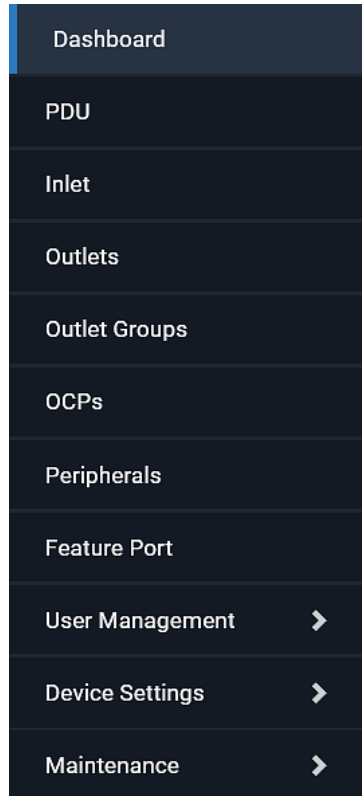 Dashboard
PDU
Inlet
Outlets
Outlet Groups
OCPs
Peripherals
Feature Port
User Management
Device Settings
Maintenance